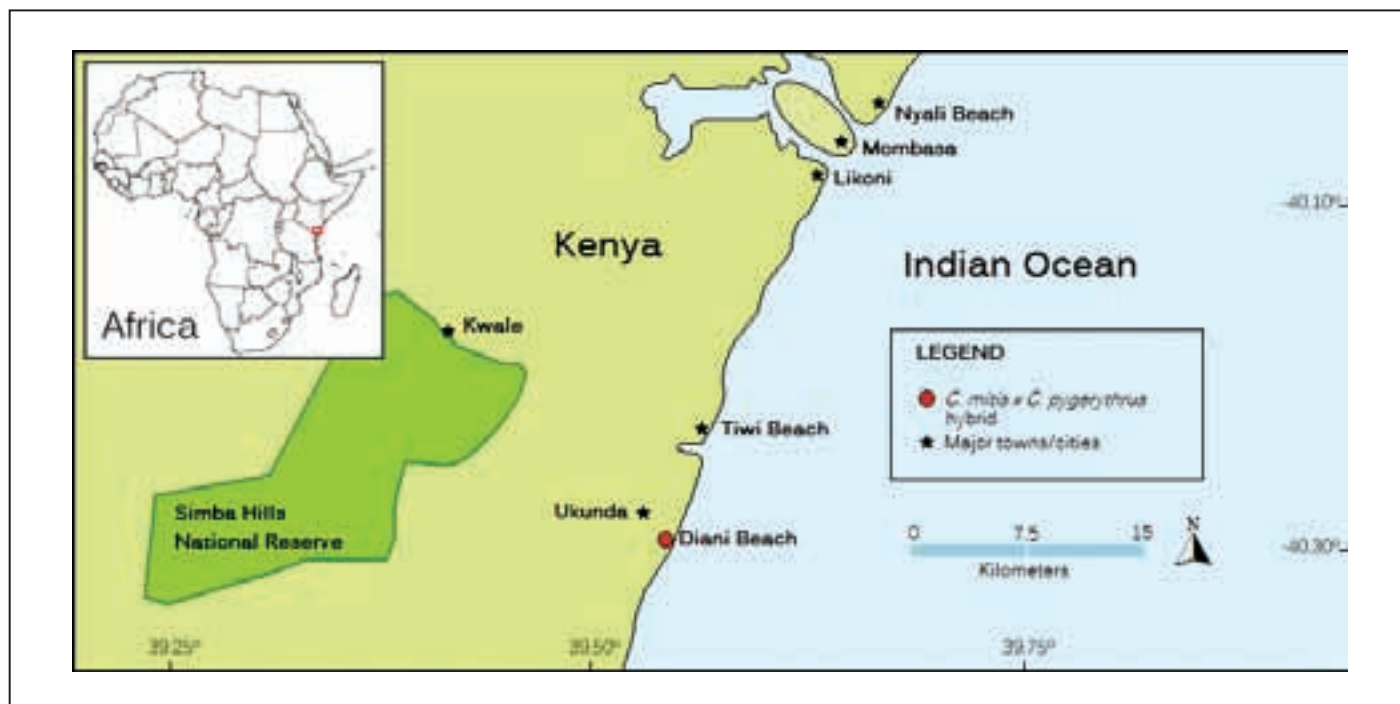 Africa
Kenya
Indian Ocean
Nyali Beach
Mombasa
Likoni
Kwale
Tiwi Beach
Ukunda
Diani Beach
Simba Hills
National Reserve
LEGEND
C. mitis x C. pygerythrus
hybrid
Major towns/cities
0 7.5 15
Kilometers
N
-40.10°
-40.30°
39.25° 39.50° 39.75°